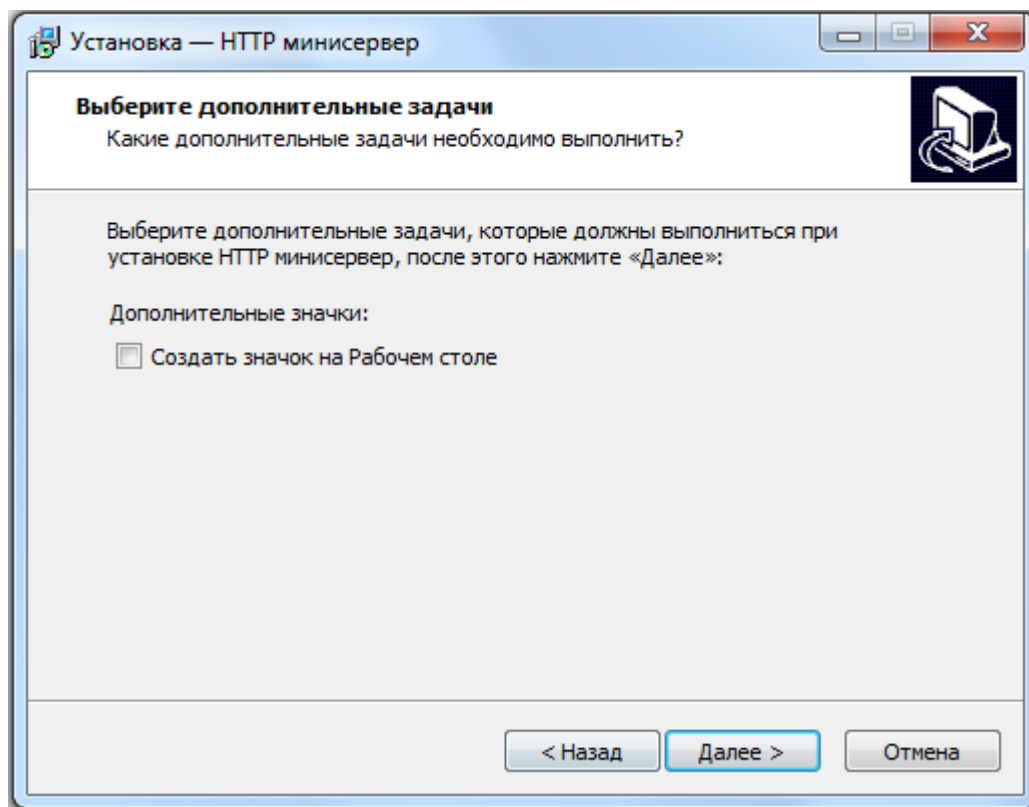 Установка — HTTP минисервер
Выберите дополнительные задачи
Какие дополнительные задачи необходимо выполнить?
Выберите дополнительные задачи, которые должны выполниться при
установке HTTP минисервер, после этого нажмите «Далее»:
Дополнительные значки:
Создать значок на Рабочем столе
< Назад
Далее >
Отмена